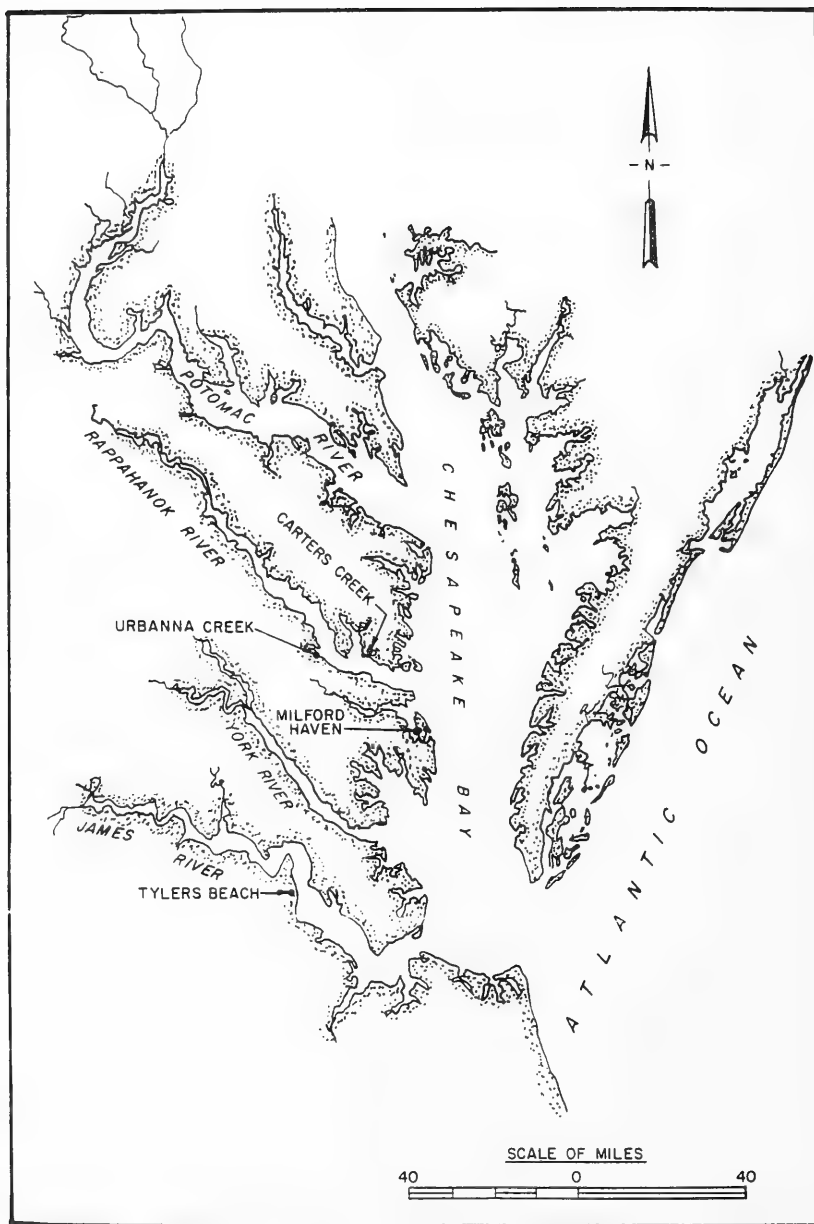 - N -
POTOMAC
RIVER
RAPPAHANOK RIVER
CARTERS CREEK
CHESAPEAKE BAY
URBANNA CREEK
MILFORD
HAVEN
YORK RIVER
JAMES
RIVER
TYLERS BEACH
ATLANTIC OCEAN
SCALE OF MILES
40 0 40